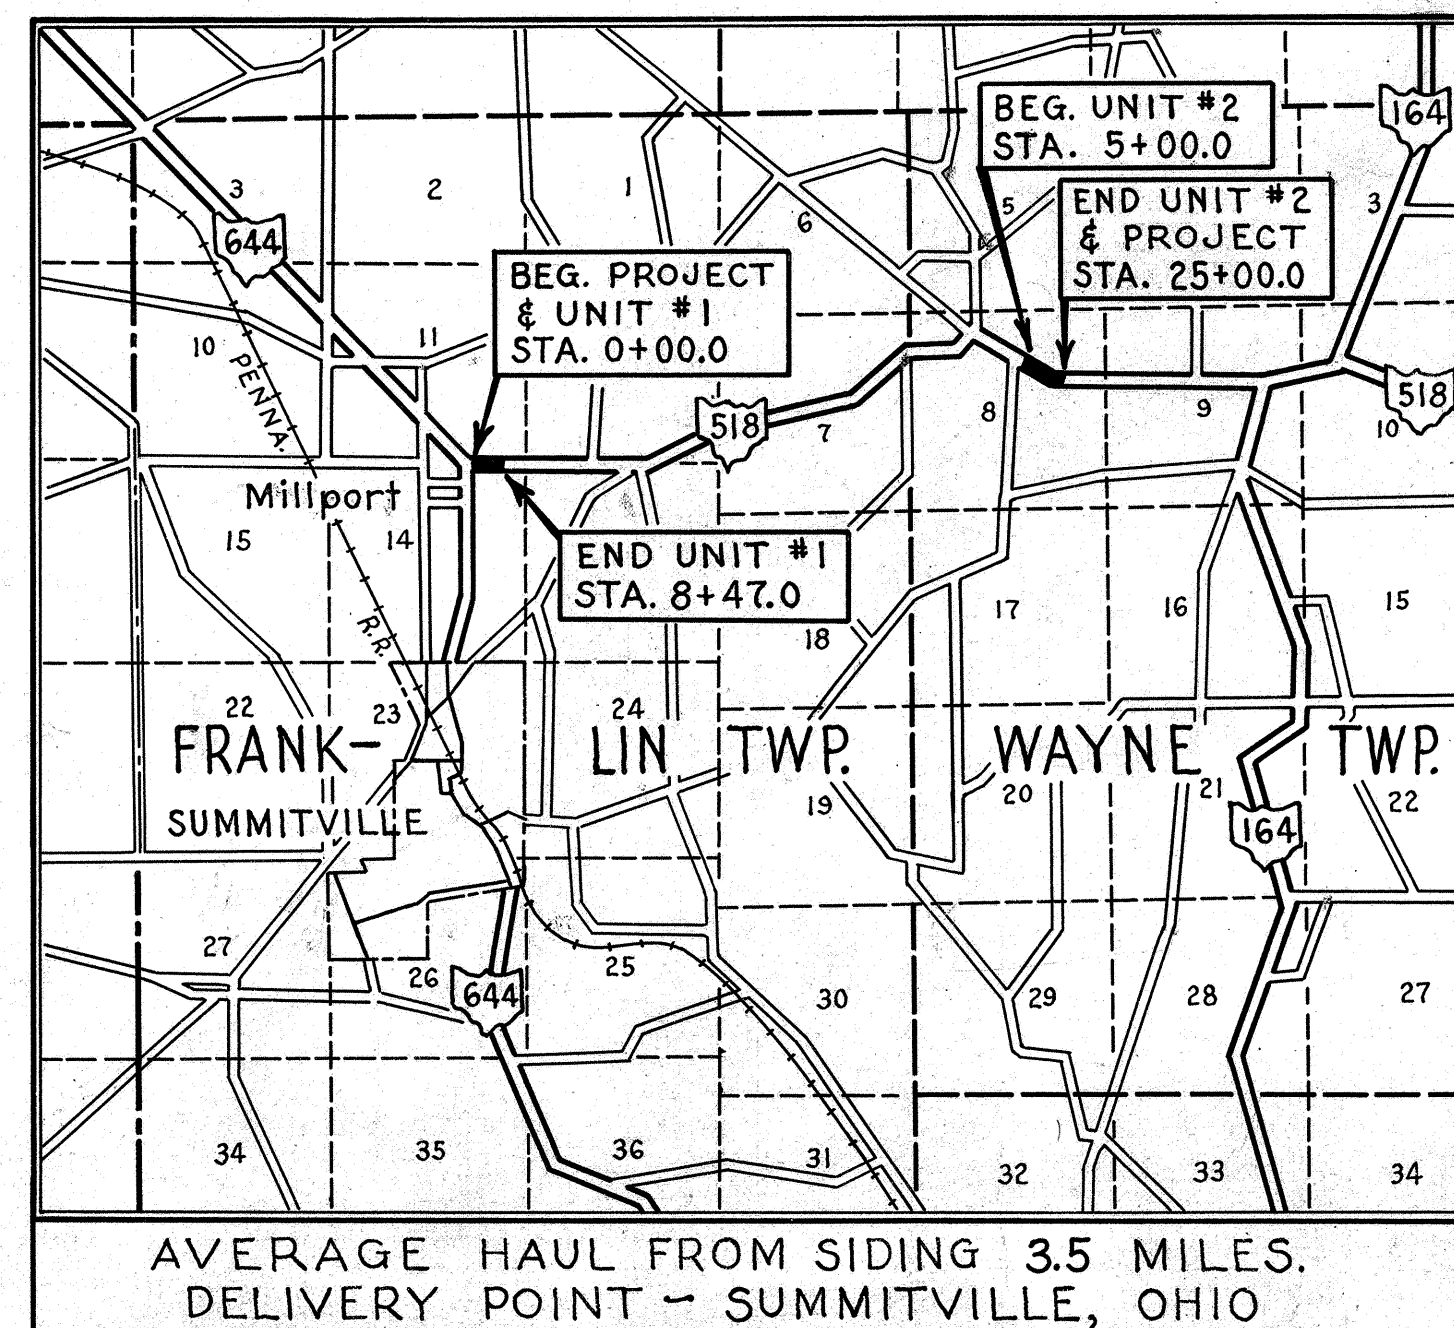 164
BEG. UNIT #2
STA. 5+00.0
3
2
1
6
5
END UNIT #2
& PROJECT
STA. 25+00.0
3
644
BEG. PROJECT
& UNIT #1
STA. 0+00.0
10
11
PENNA.
518
7
8
9
518
10
Millport
15
14
END UNIT #1
STA. 8+47.0
R.R.
18
17
16
15
22
23
24
FRANK-
LIN TWP.
WAYNE TWP.
SUMMITVILLE
19
20
21
22
164
27
26
25
644
30
29
28
27
34
35
36
31
32
33
34
AVERAGE HAUL FROM SIDING 3.5 MILES.
DELIVERY POINT - SUMMITVILLE, OHIO